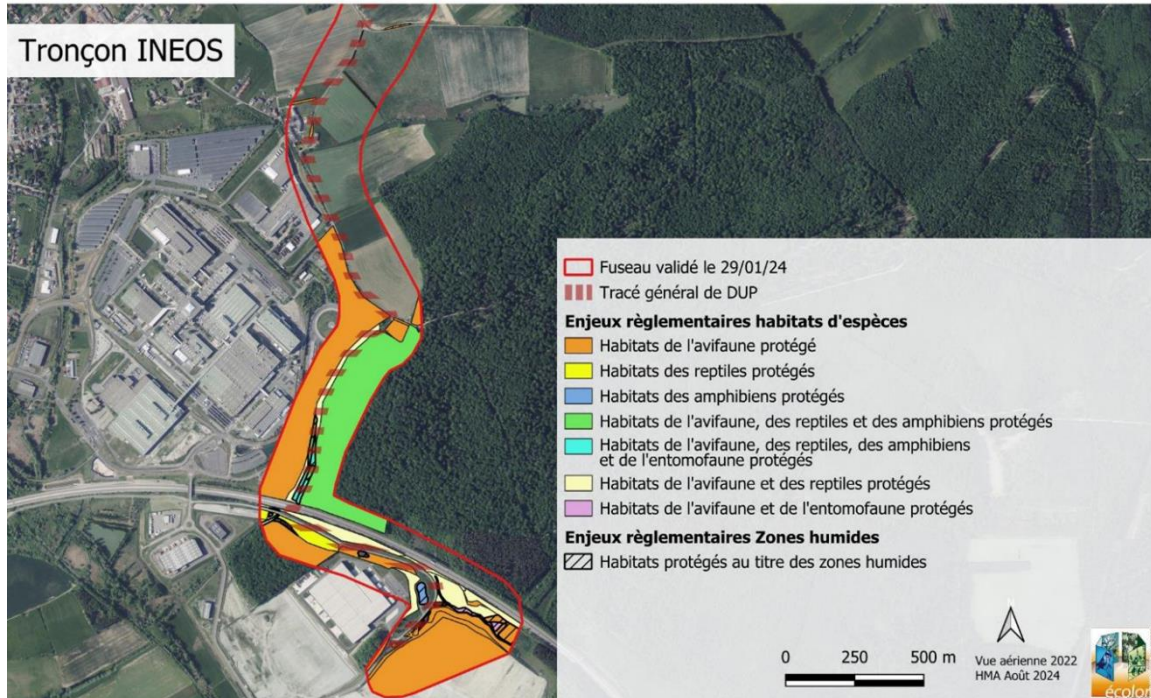 Tronçon INEOS
Fuseau validé le 29/01/24
Tracé général de DUP
Enjeux règlementaires habitats d'espèces
Habitats de l'avifaune protégé
Habitats des reptiles protégés
Habitats des amphibiens protégés
Habitats de l'avifaune, des reptiles et des amphibiens protégés
Habitats de l'avifaune, des reptiles, des amphibiens
et de l'entomofaune protégés
Habitats de l'avifaune et des reptiles protégés
Habitats de l'avifaune et de l'entomofaune protégés
Enjeux règlementaires Zones humides
Habitats protégés au titre des zones humides
0 250 500 m
Vue aérienne 2022
HMA Août 2024
écolor